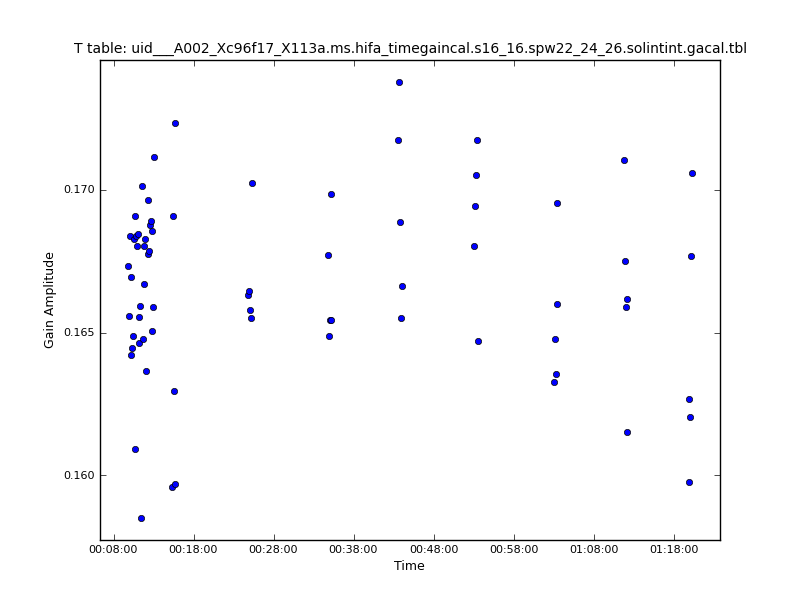 T table: uid___A002_Xc96f17_X113a.ms.hifa_timegaincal.s16_16.spw22_24_26.solintint.gacal.tbl
Gain Amplitude
0.170
0.165
0.160
00:08:00 00:18:00 00:28:00 00:38:00 00:48:00 00:58:00 01:08:00 01:18:00
Time